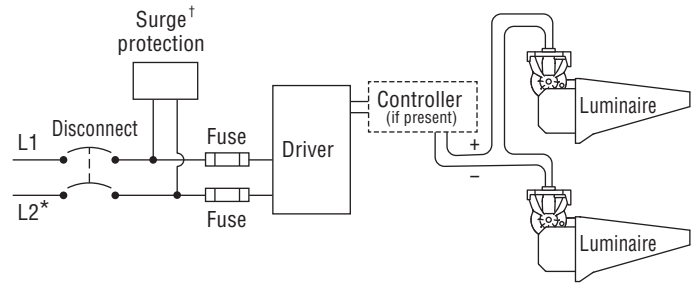 Surge†
protection
L1
Disconnect
Fuse
Driver
Controller
(if present)
+
–
Luminaire
L2*
Fuse
Luminaire